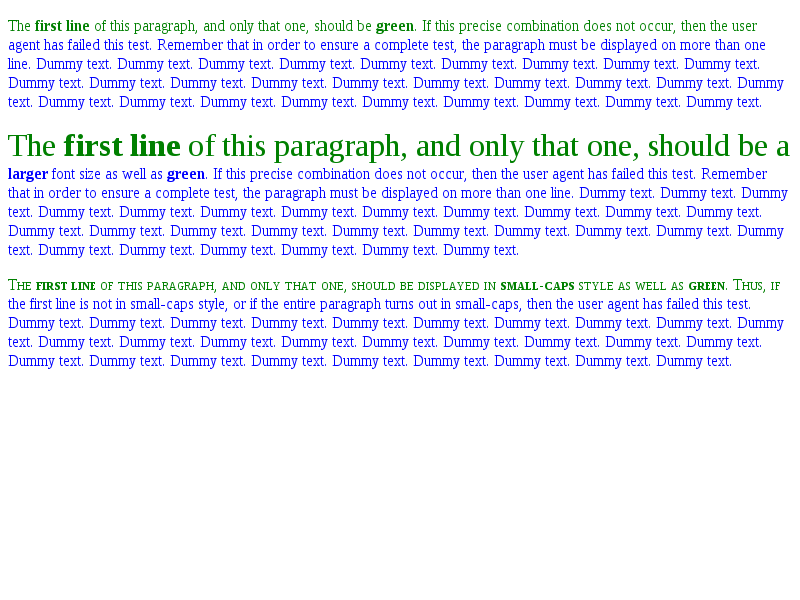 The first line of this paragraph, and only that one, should be green. If this precise combination does not occur, then the user
agent has failed this test. Remember that in order to ensure a complete test, the paragraph must be displayed on more than one
line. Dummy text. Dummy text. Dummy text. Dummy text. Dummy text. Dummy text. Dummy text. Dummy text. Dummy text.
Dummy text. Dummy text. Dummy text. Dummy text. Dummy text. Dummy text. Dummy text. Dummy text. Dummy text. Dummy
text. Dummy text. Dummy text. Dummy text. Dummy text. Dummy text. Dummy text. Dummy text. Dummy text. Dummy text.
The first line of this paragraph, and only that one, should be a
larger font size as well as green. If this precise combination does not occur, then the user agent has failed this test. Remember
that in order to ensure a complete test, the paragraph must be displayed on more than one line. Dummy text. Dummy text. Dummy
text. Dummy text. Dummy text. Dummy text. Dummy text. Dummy text. Dummy text. Dummy text. Dummy text. Dummy text.
Dummy text. Dummy text. Dummy text. Dummy text. Dummy text. Dummy text. Dummy text. Dummy text. Dummy text. Dummy
text. Dummy text. Dummy text. Dummy text. Dummy text. Dummy text. Dummy text.
The first line of this paragraph, and only that one, should be displayed in small-caps style as well as green. Thus, if
the first line is not in small-caps style, or if the entire paragraph turns out in small-caps, then the user agent has failed this test.
Dummy text. Dummy text. Dummy text. Dummy text. Dummy text. Dummy text. Dummy text. Dummy text. Dummy text. Dummy
text. Dummy text. Dummy text. Dummy text. Dummy text. Dummy text. Dummy text. Dummy text. Dummy text. Dummy text.
Dummy text. Dummy text. Dummy text. Dummy text. Dummy text. Dummy text. Dummy text. Dummy text. Dummy text.